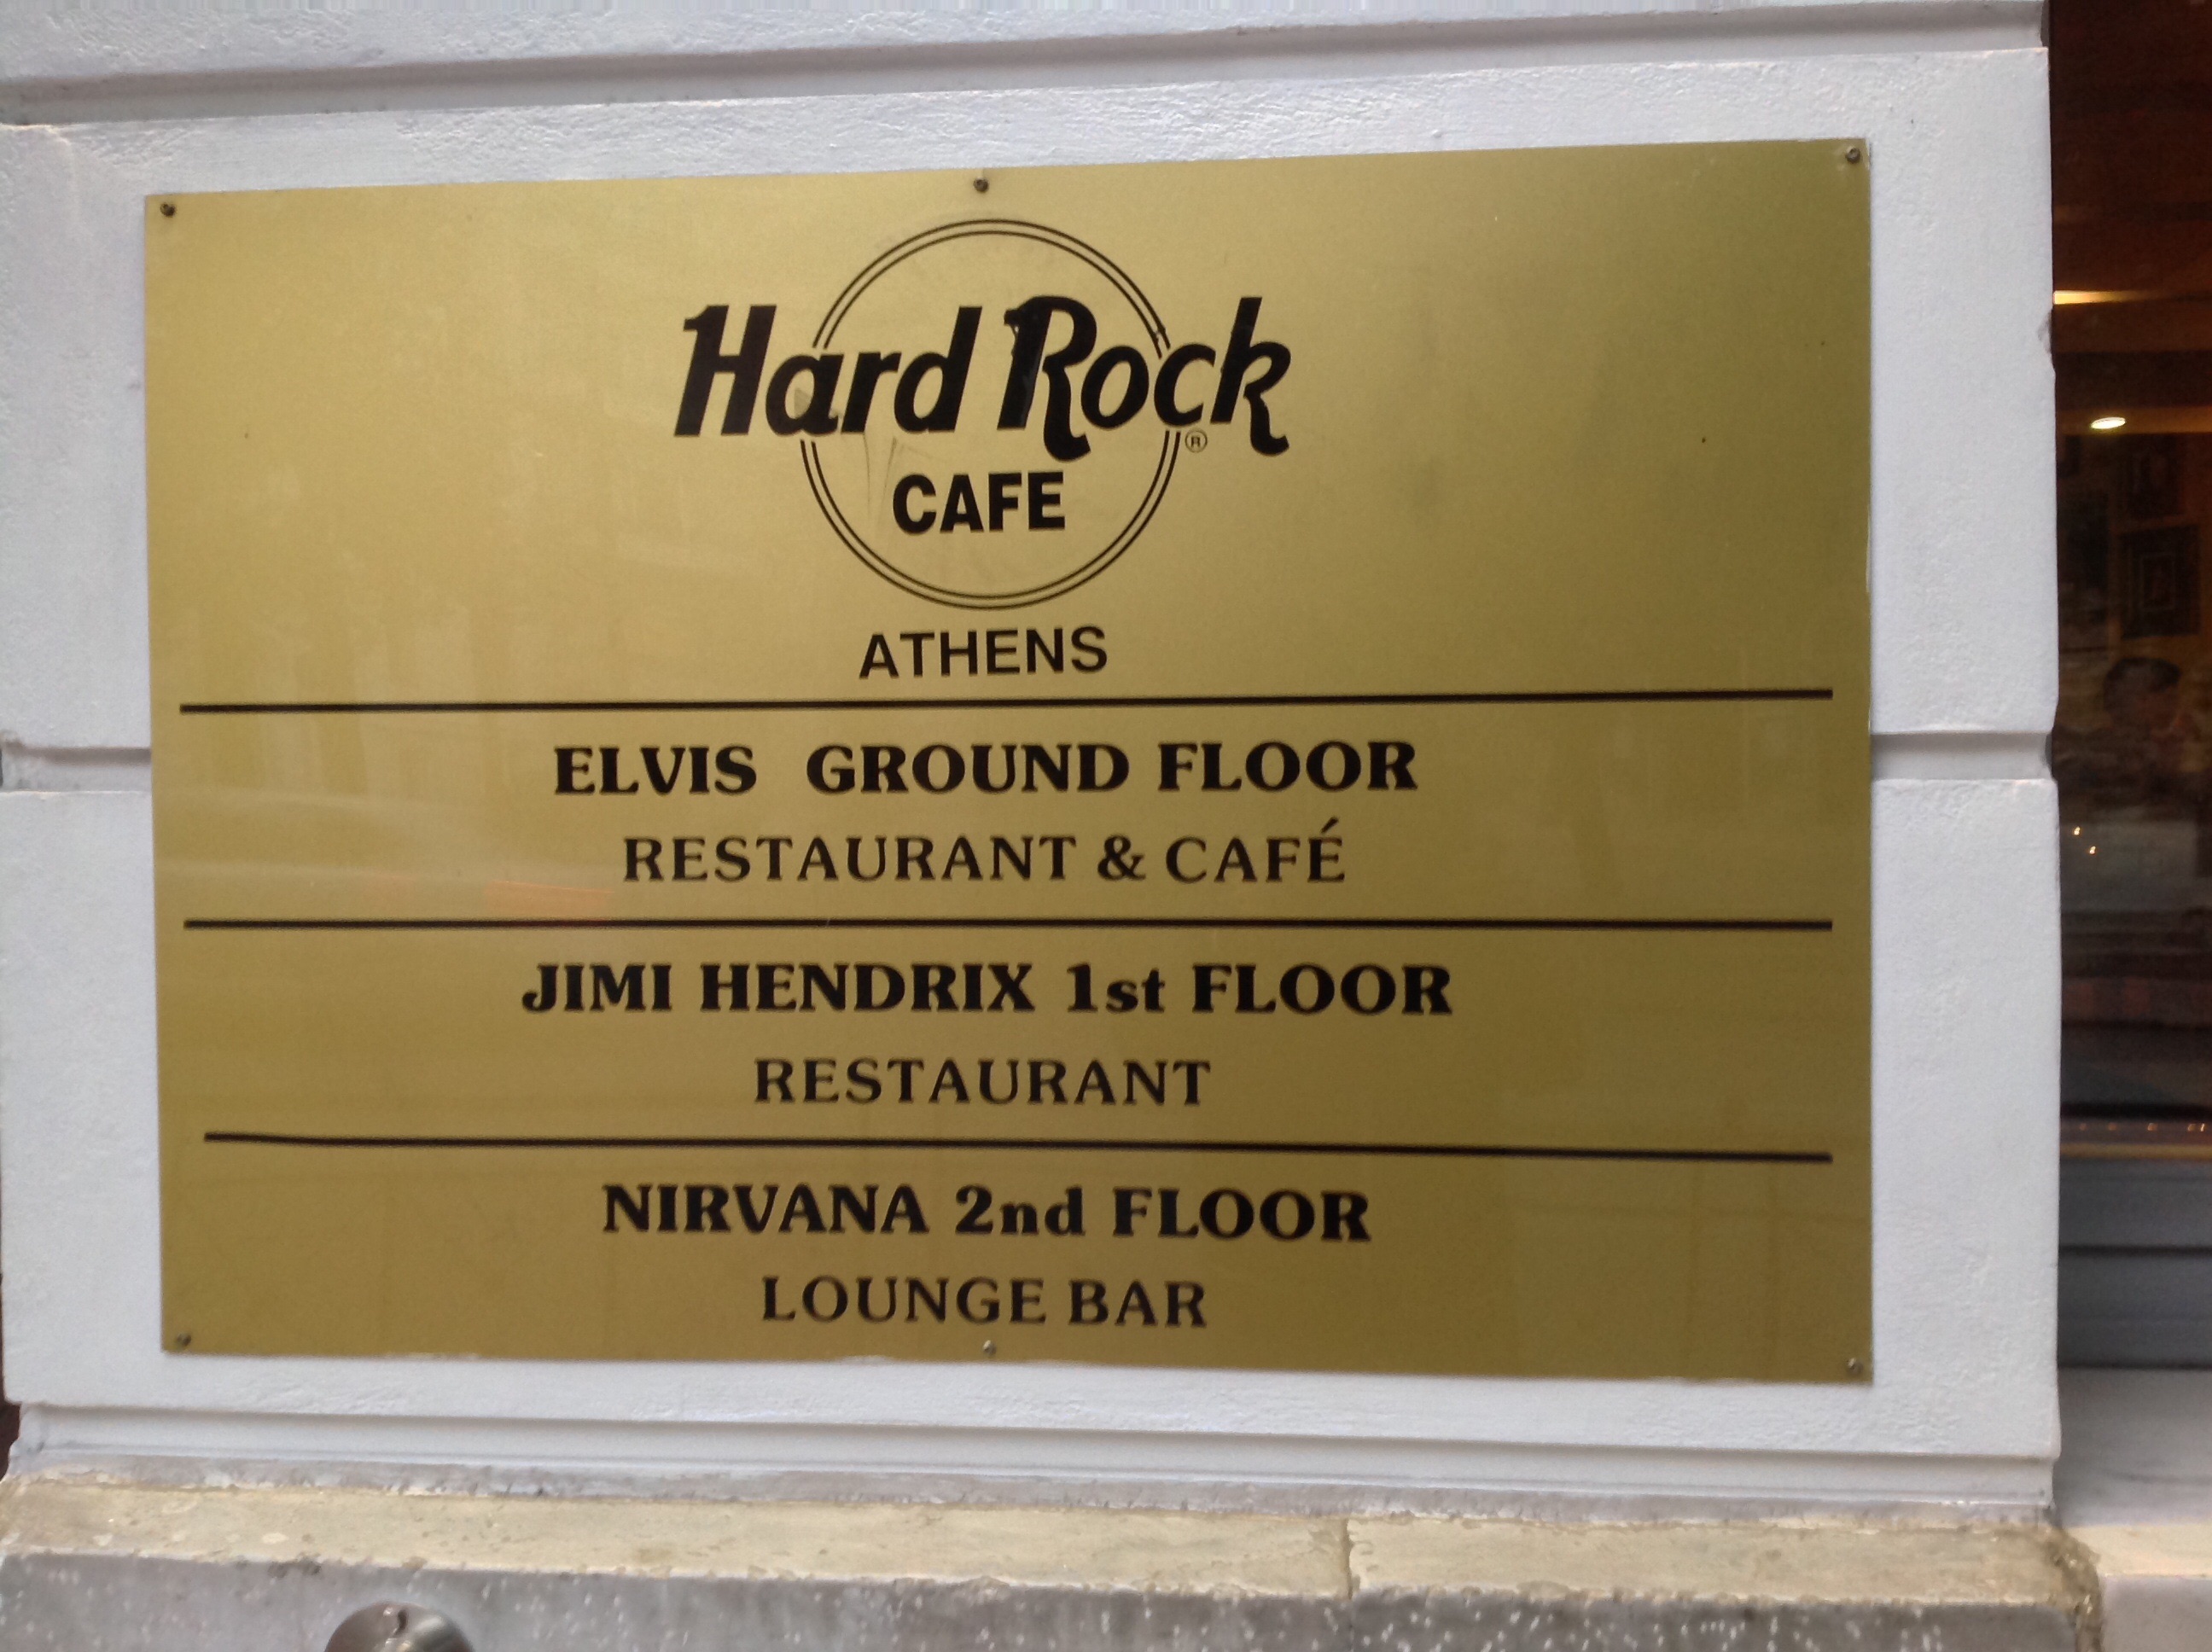 Hard Rock
®
CAFE
ATHENS
ELVIS GROUND FLOOR
RESTAURANT & CAFÉ
JIMI HENDRIX 1st FLOOR
RESTAURANT
NIRVANA 2nd FLOOR
LOUNGE BAR